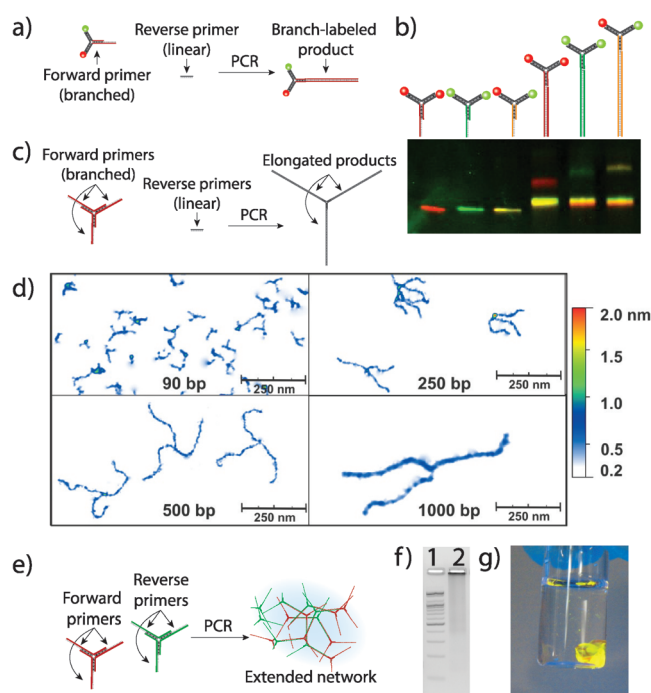 a)
Forward primer
(branched)
Reverse primer
(linear)
PCR
Branch-labeled
product
b)
c)
Forward primers
(branched)
Reverse primers
(linear)
PCR
Elongated products
d)
90 bp
250 nm
250 bp
250 nm
500 bp
250 nm
1000 bp
250 nm
2.0 nm
1.5
1.0
0.5
0.2
e)
Forward
primers
Reverse
primers
PCR
Extended network
f)
1 2
g)